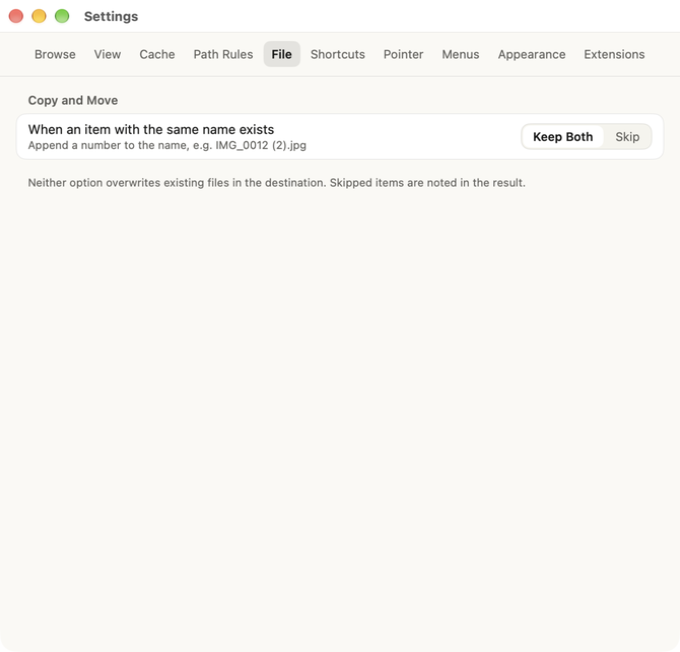 Settings
Browse View Cache Path Rules File Shortcuts Pointer Menus Appearance Extensions
Copy and Move
When an item with the same name exists
Append a number to the name, e.g. IMG_0012 (2).jpg
Keep Both Skip
Neither option overwrites existing files in the destination. Skipped items are noted in the result.